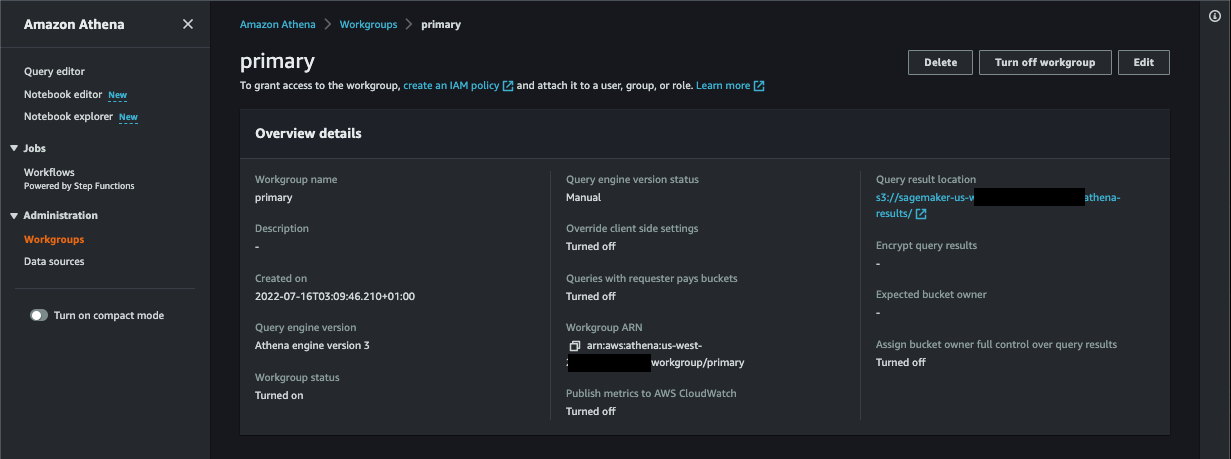 Amazon Athena
Query editor
Notebook editor New
Notebook explorer New
Jobs
Workflows
Powered by Step Functions
Administration
Workgroups
Data sources
Turn on compact mode
Amazon Athena > Workgroups > primary
primary
Delete
Turn off workgroup
Edit
To grant access to the workgroup, create an IAM policy and attach it to a user, group, or role. Learn more
Overview details
Workgroup name
primary
Description
-
Created on
2022-07-16T03:09:46.210+01:00
Query engine version
Athena engine version 3
Workgroup status
Turned on
Query engine version status
Manual
Override client side settings
Turned off
Queries with requester pays buckets
Turned off
Workgroup ARN
arn:aws:athena:us-west-
workgroup/primary
Publish metrics to AWS CloudWatch
Turned off
Query result location
s3://sagemaker-us-w athena-
results/
Encrypt query results
-
Expected bucket owner
-
Assign bucket owner full control over query results
Turned off